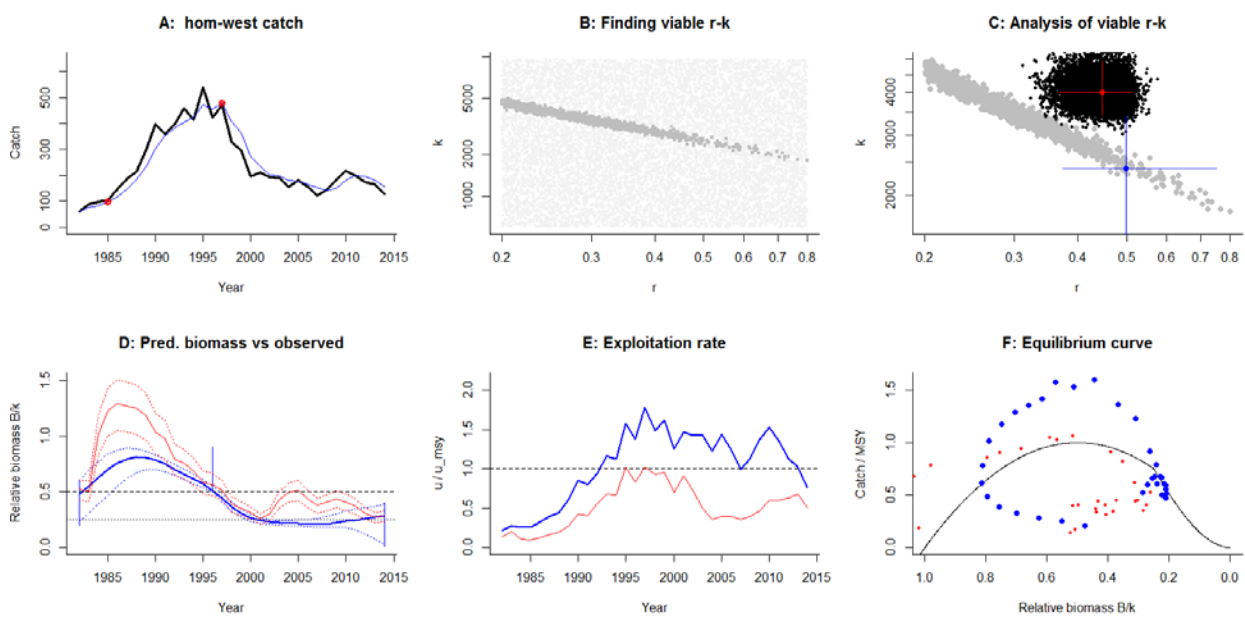 A: hom-west catch
Catch
0 100 300 500
1985 1990 1995 2000 2005 2010 2015
Year
B: Finding viable r-k
k
1000 2000 5000
0.2 0.3 0.4 0.5 0.6 0.7 0.8
r
C: Analysis of viable r-k
k
2000 3000 4000
0.2 0.3 0.4 0.5 0.6 0.7 0.8
r
D: Pred. biomass vs observed
Relative biomass B/k
0.0 0.5 1.0 1.5
1985 1990 1995 2000 2005 2010 2015
Year
E: Exploitation rate
u / u_msy
0.0 0.5 1.0 1.5 2.0
1985 1990 1995 2000 2005 2010 2015
Year
F: Equilibrium curve
Catch / MSY
0.0 0.5 1.0 1.5
1.0 0.8 0.6 0.4 0.2 0.0
Relative biomass B/k